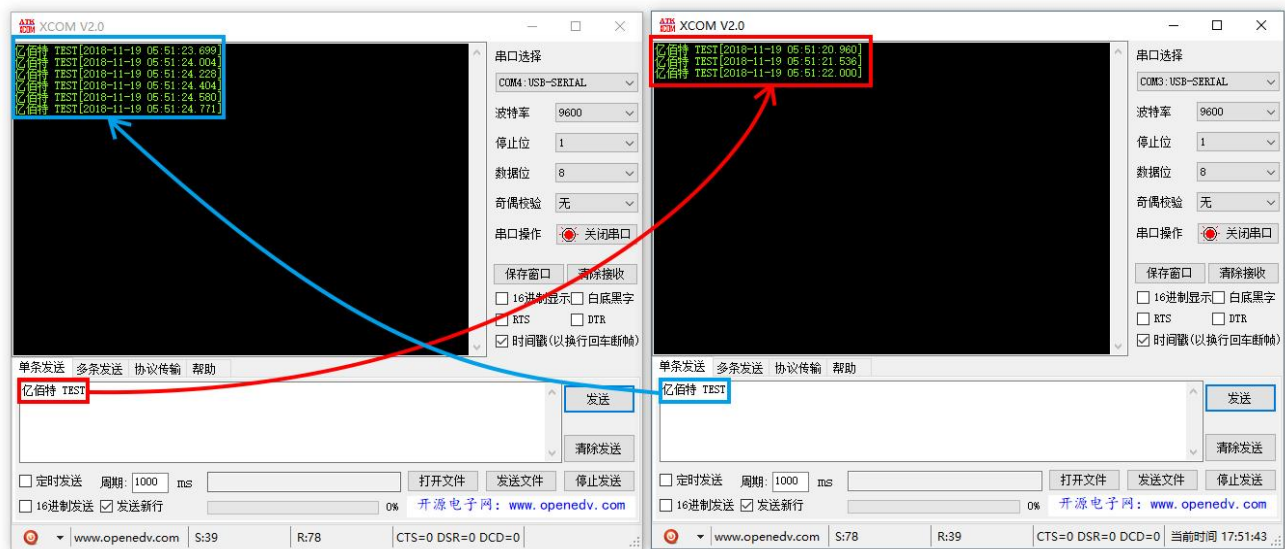 XCOM V2.0
亿佰特 TEST[2018-11-19 05:51:23.699]
亿佰特 TEST[2018-11-19 05:51:24.004]
亿佰特 TEST[2018-11-19 05:51:24.228]
亿佰特 TEST[2018-11-19 05:51:24.404]
亿佰特 TEST[2018-11-19 05:51:24.580]
亿佰特 TEST[2018-11-19 05:51:24.771]
串口选择
COM4:USB-SERIAL
波特率 9600
停止位 1
数据位 8
奇偶校验 无
串口操作 关闭串口
保存窗口 清除接收
16进制显示 白底黑字
RTS DTR
时间戳(以换行回车断帧)
单条发送 多条发送 协议传输 帮助
亿佰特 TEST
发送
清除发送
定时发送 周期: 1000 ms 打开文件 发送文件 停止发送
16进制发送 发送新行 0% 开源电子网: www.openedv.com
www.openedv.com S:39 R:78 CTS=0 DSR=0 DCD=0
ATK XCOM XCOM V2.0
亿佰特 TEST[2018-11-19 05:51:20.960]
亿佰特 TEST[2018-11-19 05:51:21.536]
亿佰特 TEST[2018-11-19 05:51:22.000]
串口选择
COM3:USB-SERIAL
波特率 9600
停止位 1
数据位 8
奇偶校验 无
串口操作 关闭串口
保存窗口 清除接收
16进制显示 白底黑字
RTS DTR
时间戳(以换行回车断帧)
单条发送 多条发送 协议传输 帮助
亿佰特 TEST
发送
清除发送
定时发送 周期: 1000 ms 打开文件 发送文件 停止发送
16进制发送 发送新行 0% 开源电子网: www.openedv.com
www.openedv.com S:78 R:39 CTS=0 DSR=0 DCD=0 当前时间 17:51:43